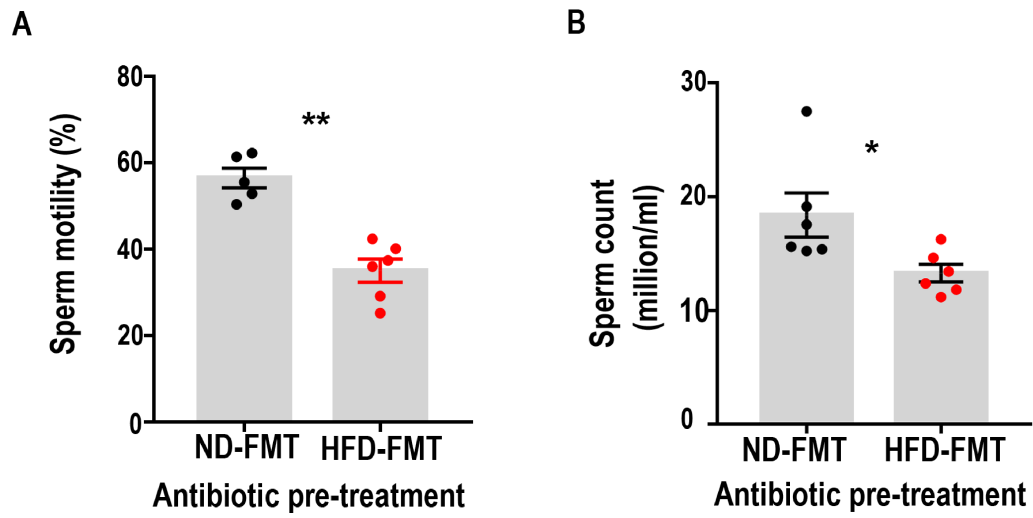 A
Sperm motility (%)
80
60
40
20
0
**
ND-FMT HFD-FMT
Antibiotic pre-treatment
B
Sperm count
(million/ml)
30
20
10
0
*
ND-FMT HFD-FMT
Antibiotic pre-treatment